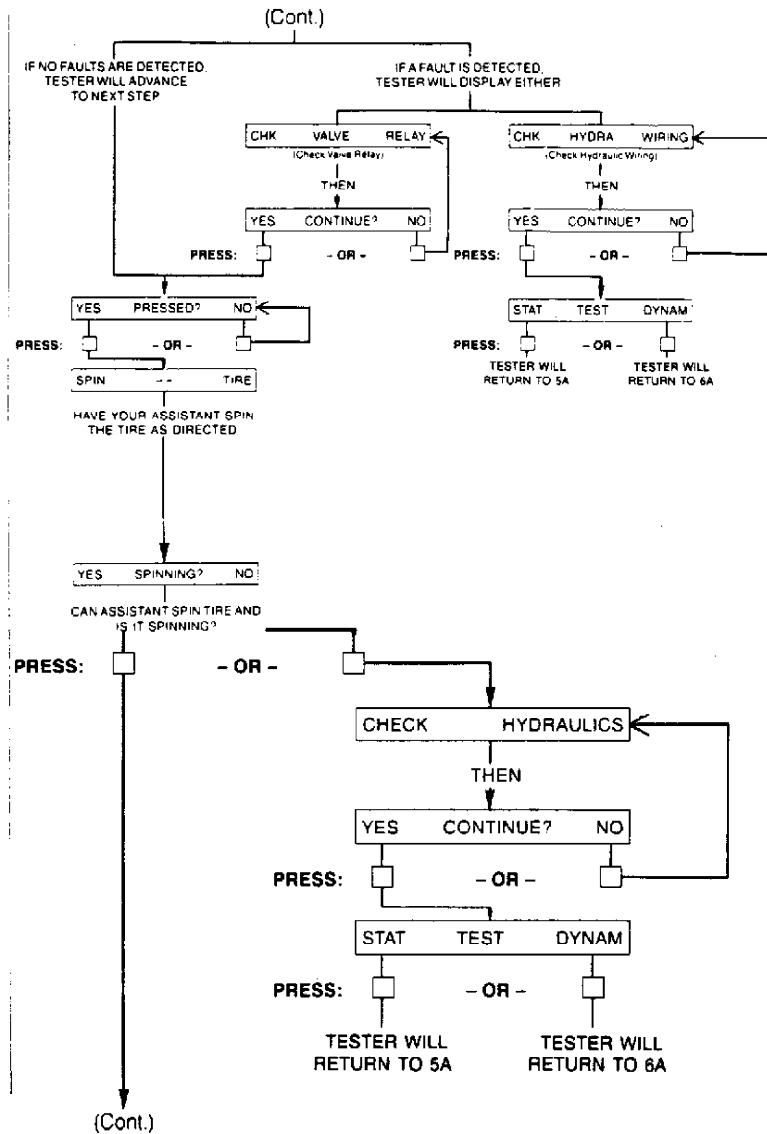 (Cont.)
IF NO FAULTS ARE DETECTED,
TESTER WILL ADVANCE
TO NEXT STEP
IF A FAULT IS DETECTED,
TESTER WILL DISPLAY EITHER
CHK VALVE RELAY
(Check Valve Relay)
THEN
YES CONTINUE? NO
PRESS: - OR -
CHK HYDRA WIRING
(Check Hydraulic Wiring)
THEN
YES CONTINUE? NO
PRESS: - OR -
STAT TEST DYNAM
PRESS: - OR -
TESTER WILL
RETURN TO 5A
TESTER WILL
RETURN TO 6A
YES PRESSED? NO
PRESS: - OR -
SPIN - - TIRE
HAVE YOUR ASSISTANT SPIN
THE TIRE AS DIRECTED
YES SPINNING? NO
CAN ASSISTANT SPIN TIRE AND
IS IT SPINNING?
PRESS: - OR -
CHECK HYDRAULICS
THEN
YES CONTINUE? NO
PRESS: - OR -
STAT TEST DYNAM
PRESS: - OR -
TESTER WILL
RETURN TO 5A
TESTER WILL
RETURN TO 6A
(Cont.)